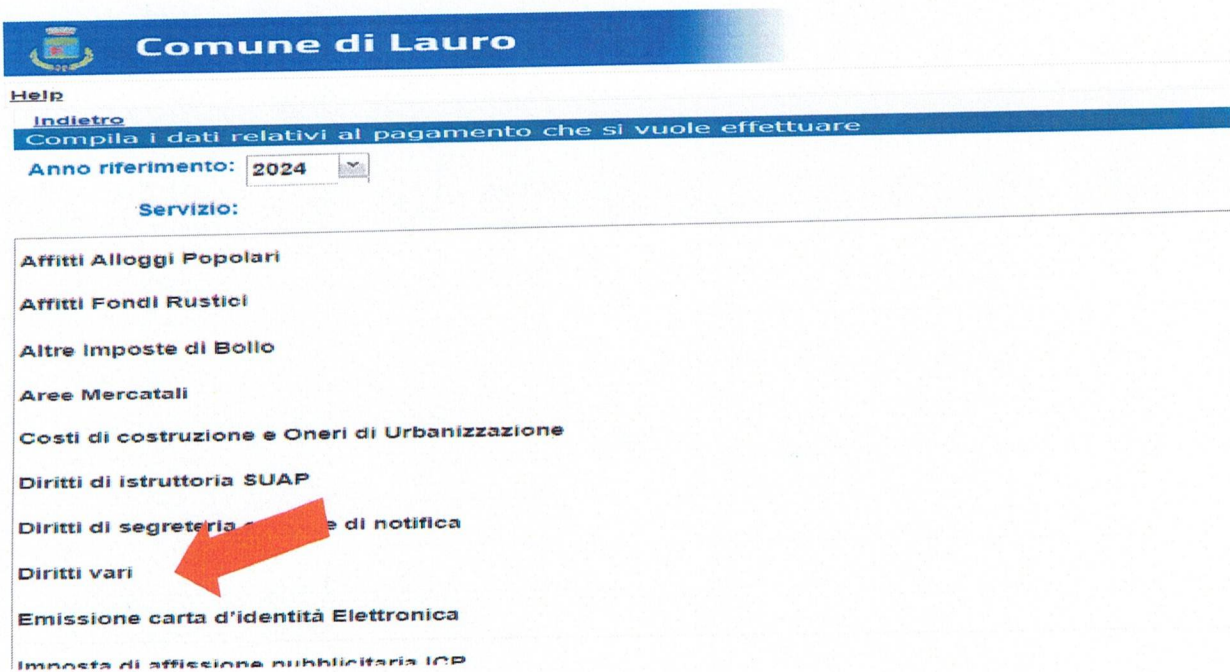 Comune di Lauro
Help
Indietro
Compila i dati relativi al pagamento che si vuole effettuare
Anno riferimento: 2024
Servizio:
Affitti Alloggi Popolari
Affitti Fondi Rustici
Altre Imposte di Bollo
Aree Mercatali
Costi di costruzione e Oneri di Urbanizzazione
Diritti di istruttoria SUAP
Diritti di segreteria e di notifica
Diritti vari
Emissione carta d'identità Elettronica
Imposta di affissione pubblicitaria ICP